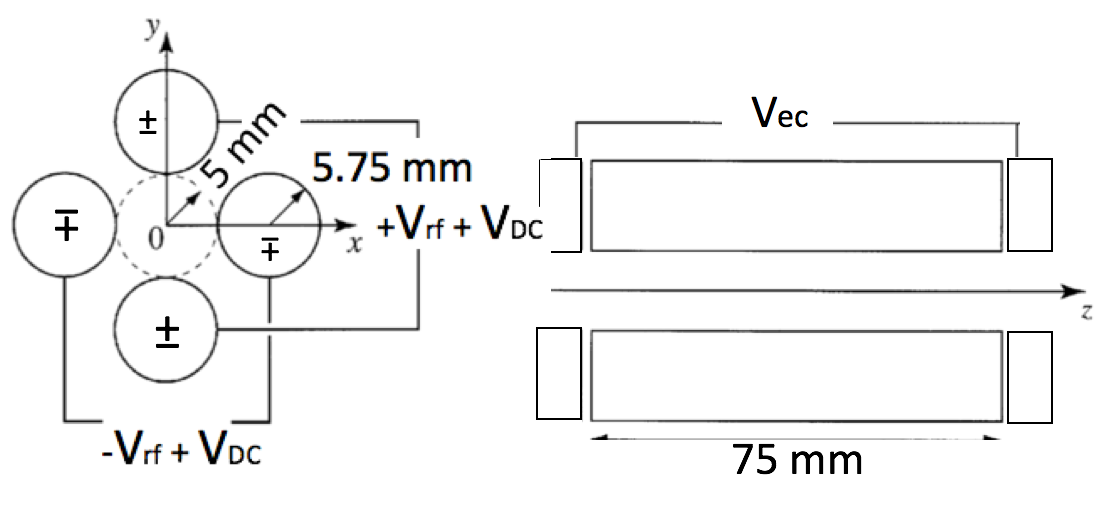 y
±
5 mm
5.75 mm
∓
0
∓
x
+Vrf + VDC
±
-Vrf + VDC
Vec
z
75 mm